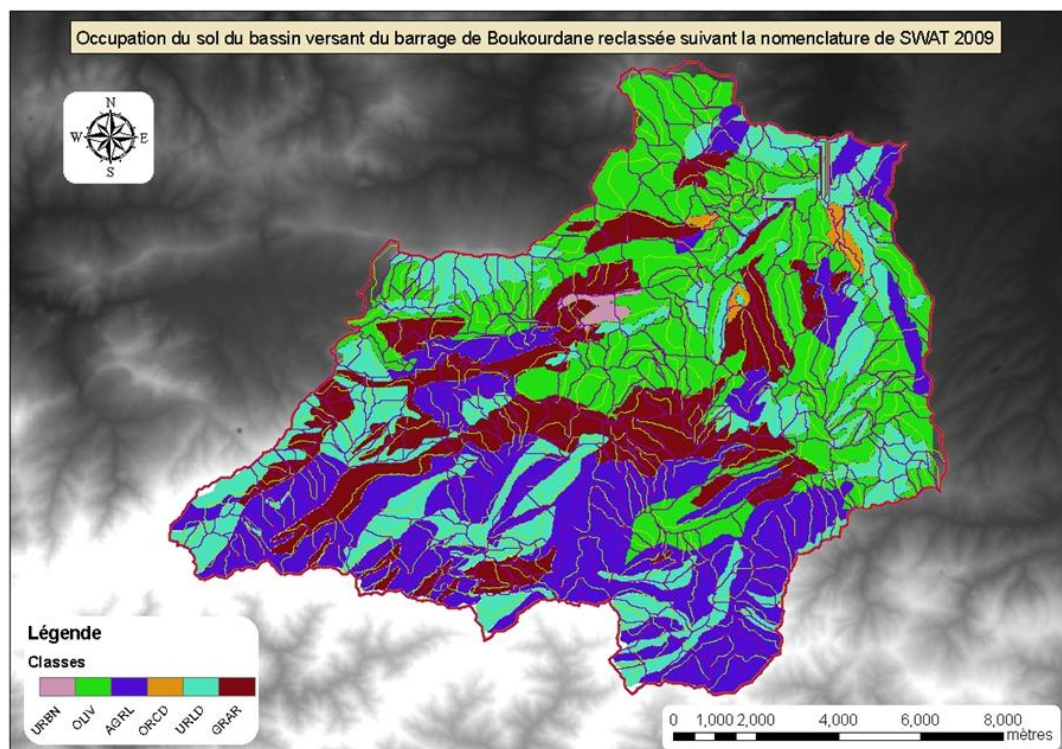 Occupation du sol du bassin versant du barrage de Boukourdane reclassée suivant la nomenclature de SWAT 2009
N
W E
S
Légende
Classes
URBN OLIV AGRL ORCD URLD GRAR
0 1,000 2,000 4,000 6,000 8,000
mètres